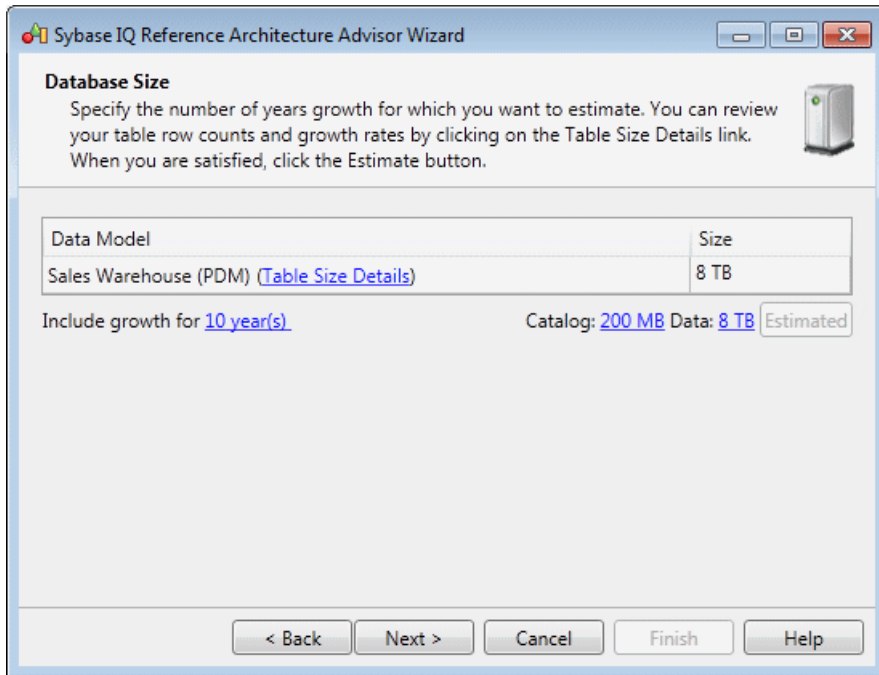 Sybase IQ Reference Architecture Advisor Wizard
Database Size
Specify the number of years growth for which you want to estimate. You can review
your table row counts and growth rates by clicking on the Table Size Details link.
When you are satisfied, click the Estimate button.
Data Model Size
Sales Warehouse (PDM) (Table Size Details) 8 TB
Include growth for 10 year(s) Catalog: 200 MB Data: 8 TB Estimated
< Back Next > Cancel Finish Help